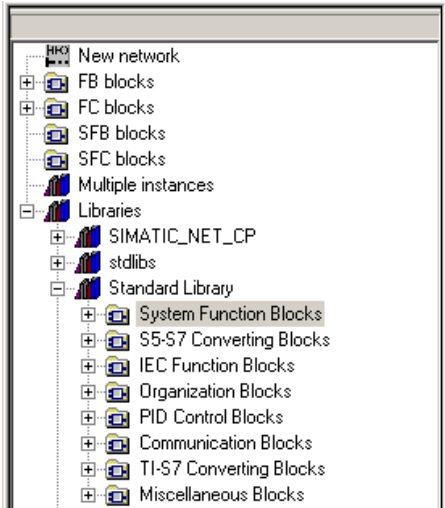 New network
FB blocks
FC blocks
SFB blocks
SFC blocks
Multiple instances
Libraries
SIMATIC_NET_CP
stdlibs
Standard Library
System Function Blocks
S5-S7 Converting Blocks
IEC Function Blocks
Organization Blocks
PID Control Blocks
Communication Blocks
TI-S7 Converting Blocks
Miscellaneous Blocks